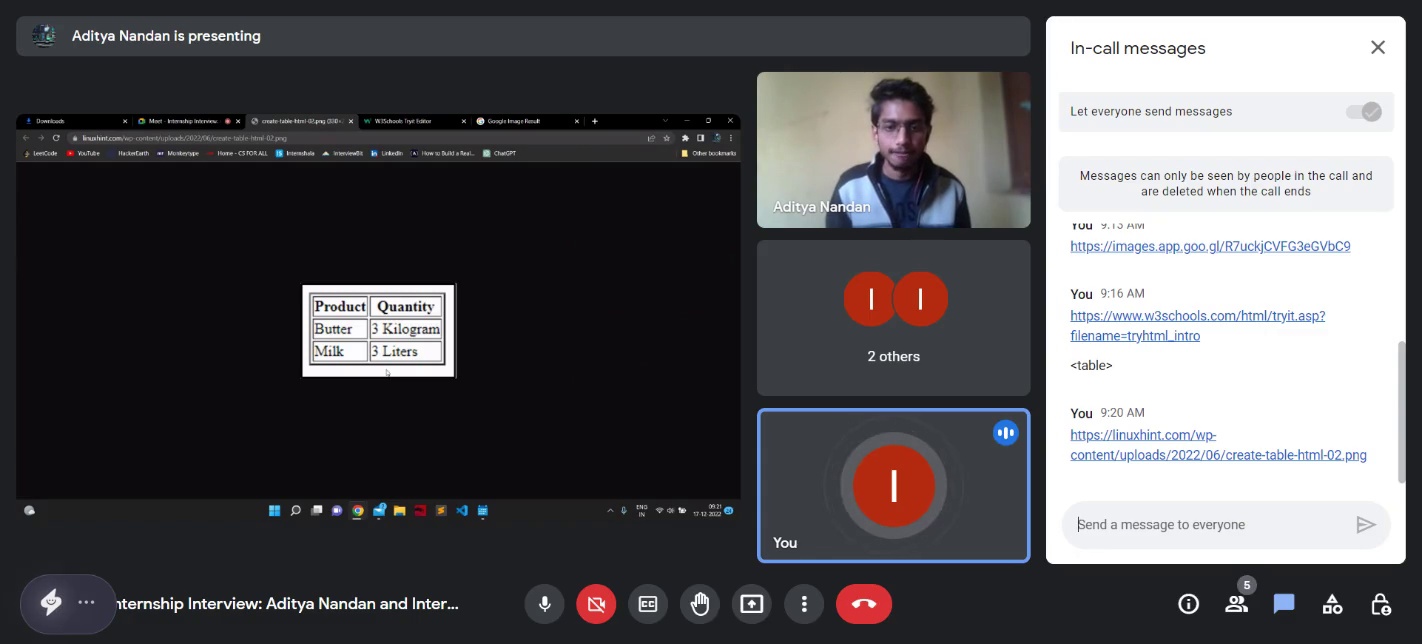 Aditya Nandan is presenting
Downloads
Meet - Internship Interview:
create-table-html-02.png (330×
W3Schools Tryit Editor
Google Image Result
linuxhint.com/wp-content/uploads/2022/06/create-table-html-02.png
LeetCode
YouTube
HackerEarth
Monkeytype
Home - CS FOR ALL
Internshala
InterviewBit
LinkedIn
How to Build a Real...
ChatGPT
Other bookmarks
Product Quantity
Butter 3 Kilogram
Milk 3 Liters
ENG
IN
09:21
17-12-2022
Aditya Nandan
I I
2 others
I
You
In-call messages
Let everyone send messages
Messages can only be seen by people in the call and
are deleted when the call ends
You 9:13 AM
https://images.app.goo.gl/R7uckjCVFG3eGVbC9
You 9:16 AM
https://www.w3schools.com/html/tryit.asp?
filename=tryhtml_intro
<table>
You 9:20 AM
https://linuxhint.com/wp-
content/uploads/2022/06/create-table-html-02.png
Send a message to everyone
nternship Interview: Aditya Nandan and Inter...
CC
5